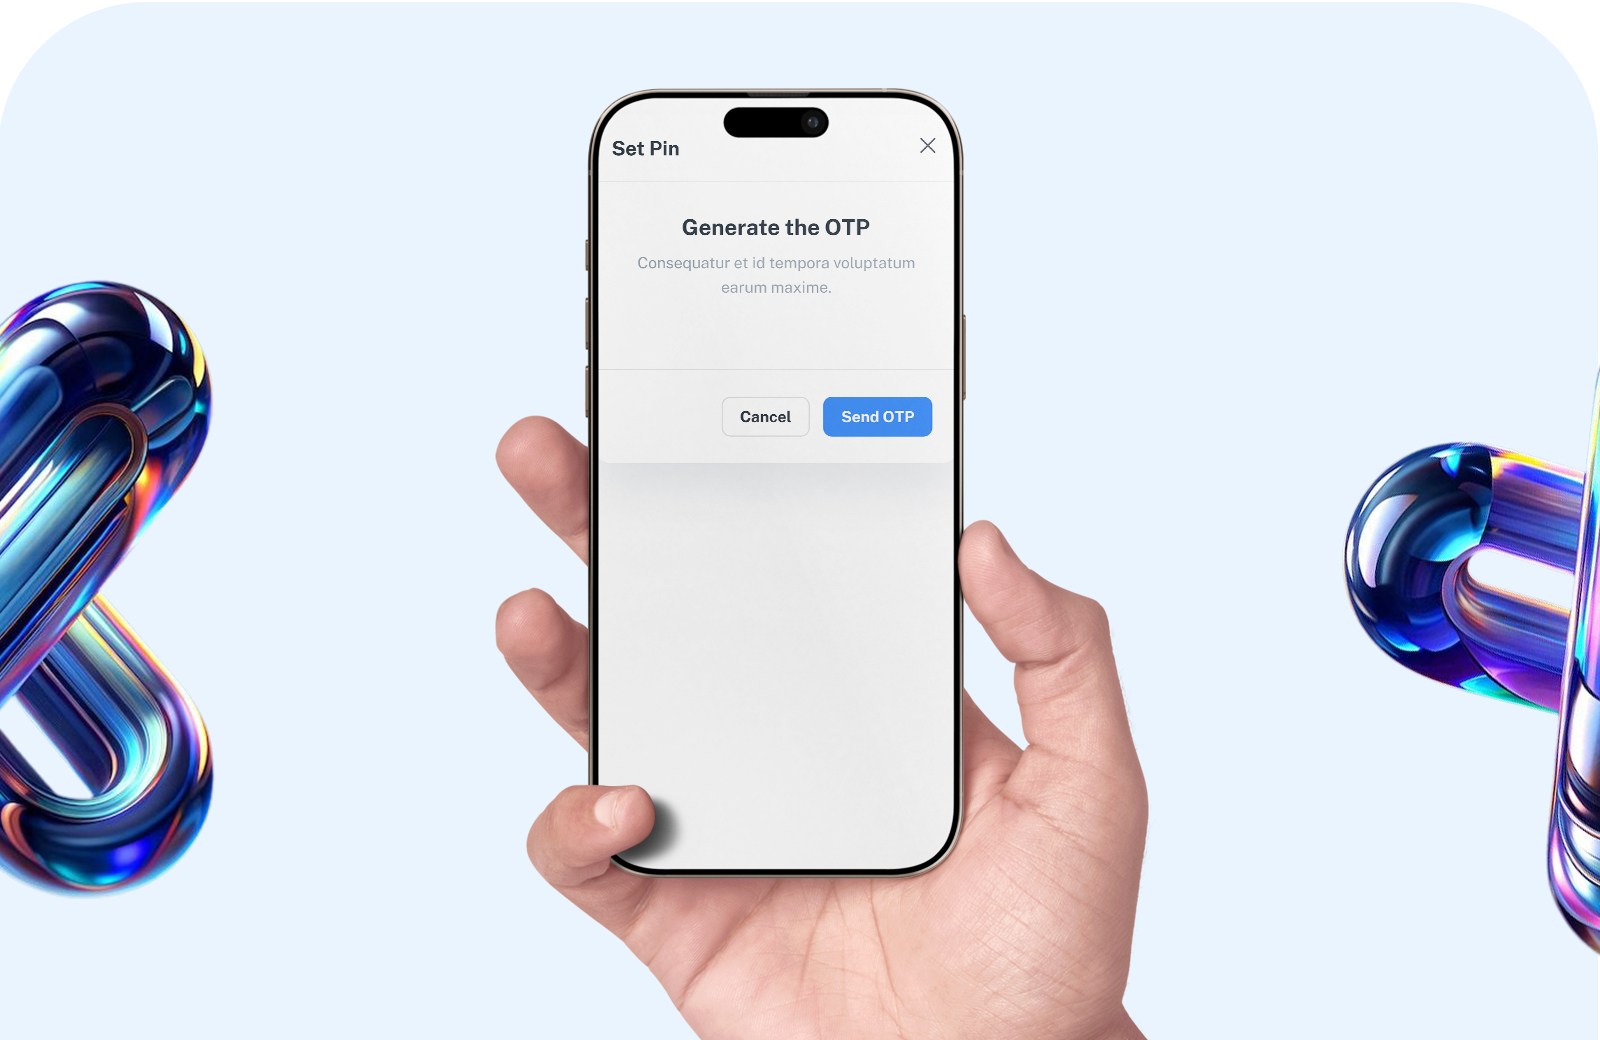 Set Pin
Generate the OTP
Consequatur et id tempora voluptatum
earum maxime.
Cancel
Send OTP